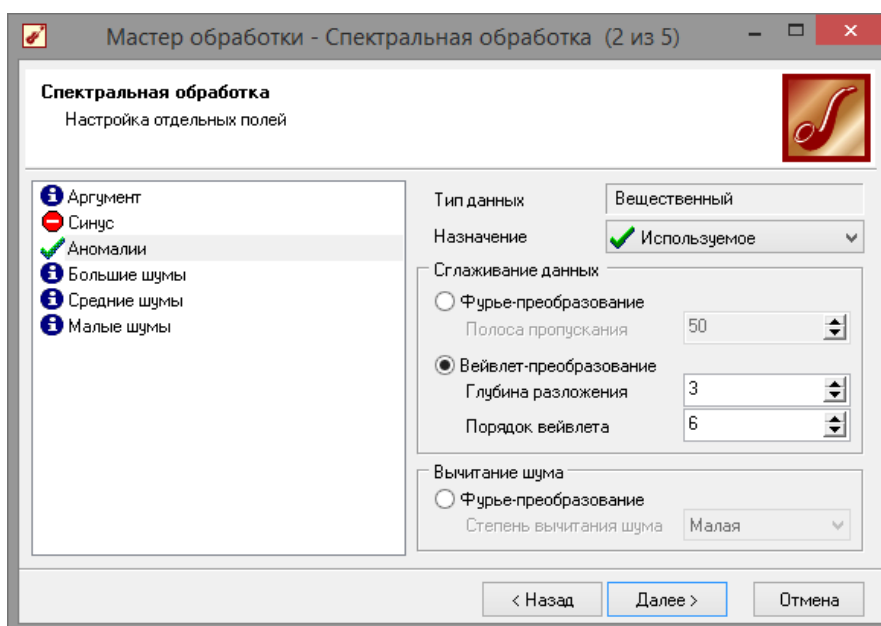 Мастер обработки - Спектральная обработка (2 из 5)
Спектральная обработка
Настройка отдельных полей
Аргумент
Синус
Аномалии
Большие шумы
Средние шумы
Малые шумы
Тип данных Вещественный
Назначение Используемое
Сглаживание данных
Фурье-преобразование
Полоса пропускания 50
Вейвлет-преобразование
Глубина разложения 3
Порядок вейвлета 6
Вычитание шума
Фурье-преобразование
Степень вычитания шума Малая
< Назад Далее > Отмена